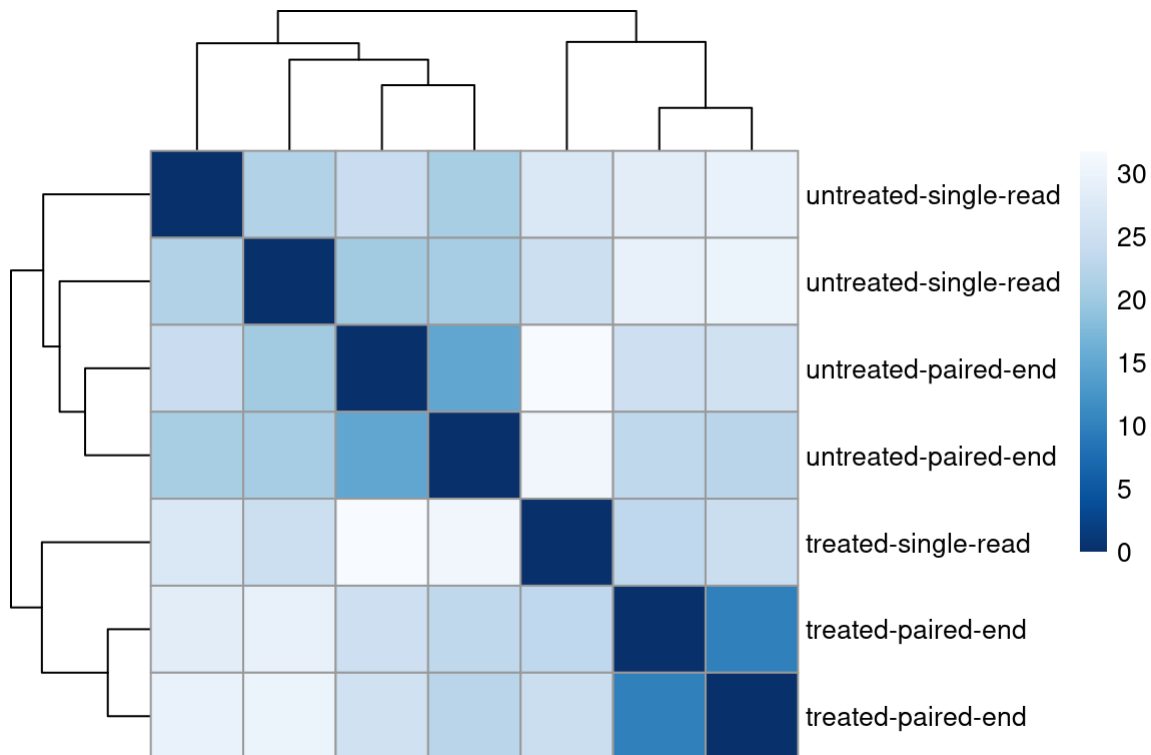 untreated-single-read
untreated-single-read
untreated-paired-end
untreated-paired-end
treated-single-read
treated-paired-end
treated-paired-end
30
25
20
15
10
5
0